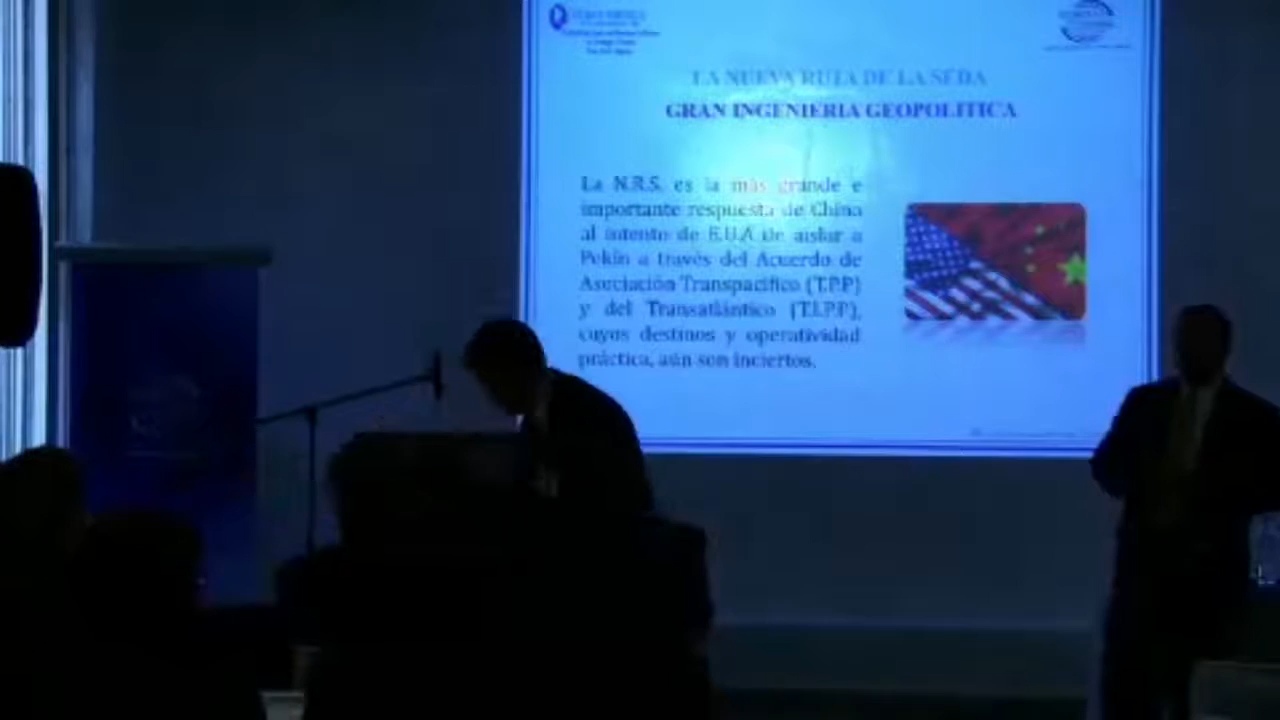 LA NUEVA RUTA DE LA SEDA
GRAN INGENIERIA GEOPOLITICA
La N.R.S. es la más grande e
importante respuesta de China
al intento de E.U.A de aislar a
Pekín a través del Acuerdo de
Asociación Transpacífico (T.P.P)
y del Transatlántico (T.I.P.P),
cuyos destinos y operatividad
práctica, aún son inciertos.